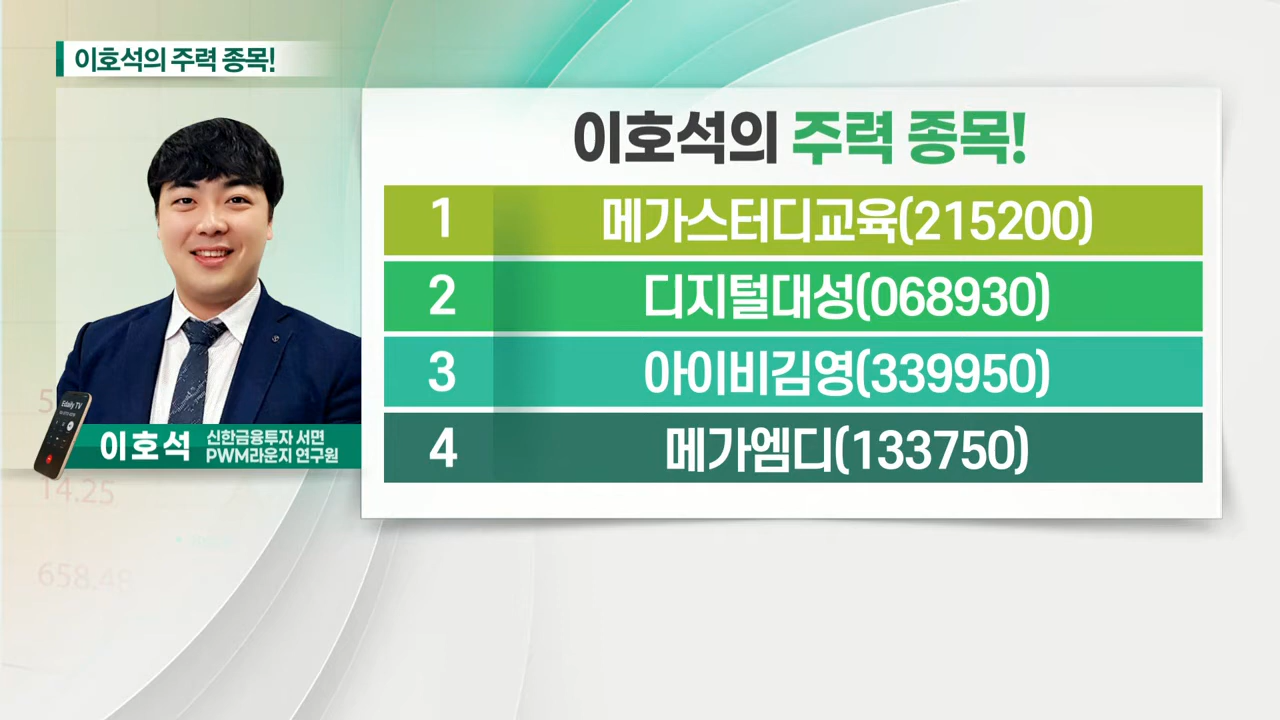 이호석의 주력 종목!
이호석의 주력 종목!
1 메가스터디교육(215200)
2 디지털대성(068930)
3 아이비김영(339950)
4 메가엠디(133750)
Edaily TV
이호석 신한금융투자 서면
PWM라운지 연구원
14.25
658.48